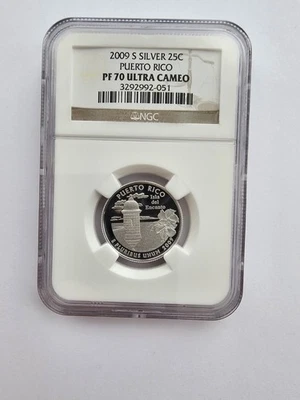 2009 S SILVER 25C
PUERTO RICO
PF 70 ULTRA CAMEO
3292992-051
NGC
PUERTO RICO
Isla
del
Encanto
E PLURIBUS UNUM 2009